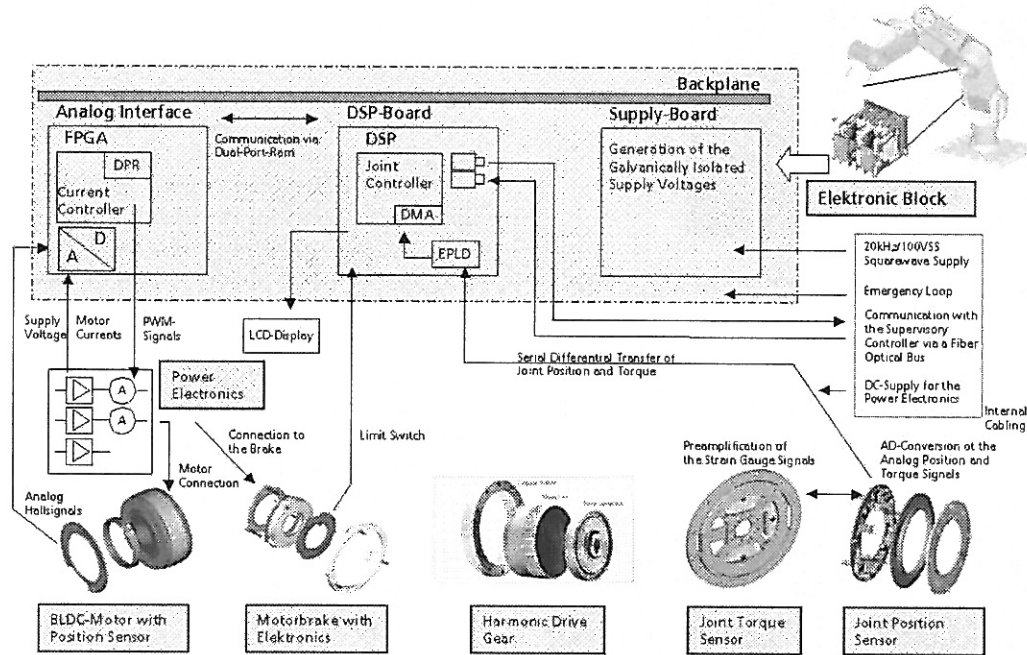 Backplane
Analog Interface
FPGA
DPR
Current
Controller
D
A
Communication via
Dual-Port-Ram
DSP-Board
DSP
Joint
Controller
DMA
EPLD
Supply-Board
Generation of the
Galvanically Isolated
Supply Voltages
Elektronic Block
20kHz/100VSS
Squarewave Supply
Emergency Loop
Communication with
the Supervisory
Controller via a Fiber
Optical Bus
DC-Supply for the
Power Electronics
Internal
Cabling
Supply
Voltage
Motor
Currents
PWM-
Signals
LCD-Display
Serial Differential Transfer of
Joint Position and Torque
A
A
Power
Electronics
Connection to
the Brake
Limit Switch
Motor
Connection
Analog
Hallsignals
Preamplification of
the Strain Gauge Signals
AD-Conversion of the
Analog Position and
Torque Signals
BLDC-Motor with
Position Sensor
Motorbrake with
Elektronics
Harmonic Drive
Gear
Joint Torque
Sensor
Joint Position
Sensor